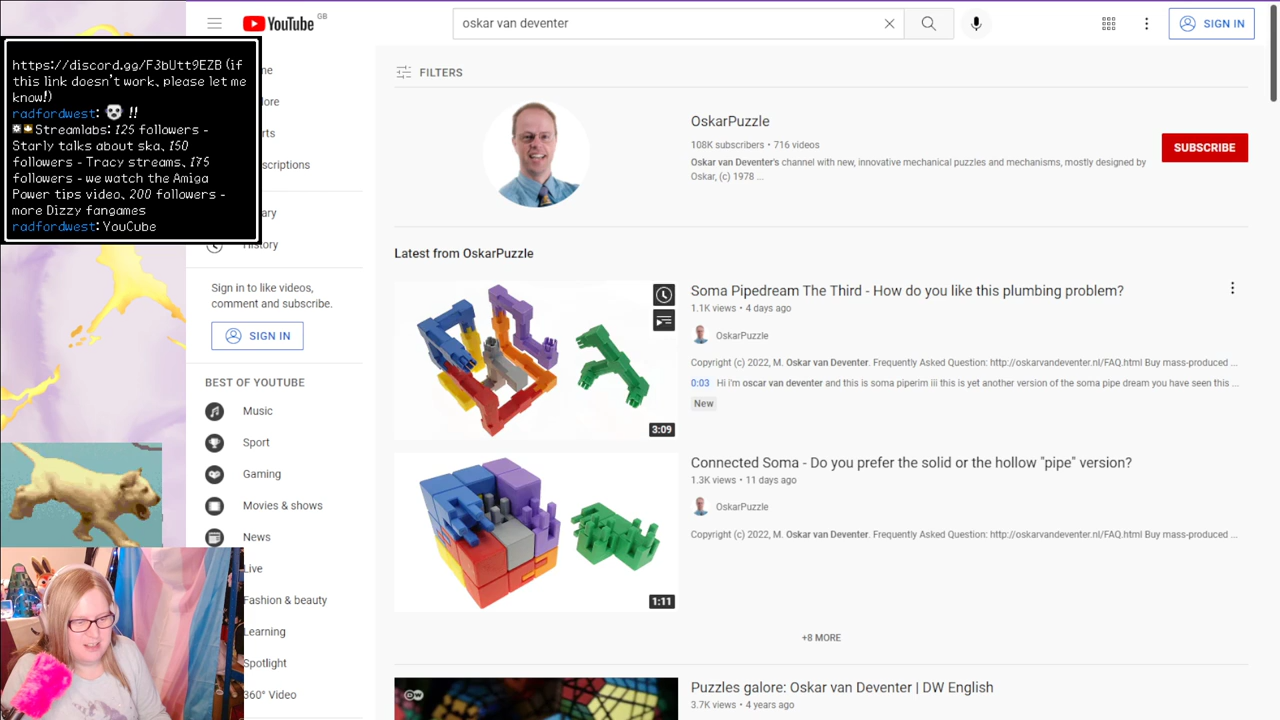 https://discord.gg/F3bUtt9EZB (if
this link doesn't work, please let me
know!)
radfordwest: !!
Streamlabs: 125 followers -
Starly talks about ska, 150
followers - Tracy streams, 175
followers - we watch the Amiga
Power tips video, 200 followers -
more Dizzy fangames
radfordwest: YouCube
YouTube GB
oskar van deventer
SIGN IN
History
Sign in to like videos,
comment and subscribe.
SIGN IN
BEST OF YOUTUBE
Music
Sport
Gaming
Movies & shows
News
Live
Fashion & beauty
Learning
Spotlight
360° Video
FILTERS
OskarPuzzle
108K subscribers • 716 videos
Oskar van Deventer's channel with new, innovative mechanical puzzles and mechanisms, mostly designed by
Oskar, (c) 1978 ...
SUBSCRIBE
Latest from OskarPuzzle
3:09
Soma Pipedream The Third - How do you like this plumbing problem?
1.1K views • 4 days ago
OskarPuzzle
Copyright (c) 2022, M. Oskar van Deventer. Frequently Asked Question: http://oskarvandeventer.nl/FAQ.html Buy mass-produced ...
0:03 Hi i'm oscar van deventer and this is soma piperim iii this is yet another version of the soma pipe dream you have seen this ...
New
1:11
Connected Soma - Do you prefer the solid or the hollow "pipe" version?
1.3K views • 11 days ago
OskarPuzzle
Copyright (c) 2022, M. Oskar van Deventer. Frequently Asked Question: http://oskarvandeventer.nl/FAQ.html Buy mass-produced ...
+8 MORE
DW
Puzzles galore: Oskar van Deventer | DW English
3.7K views • 4 years ago